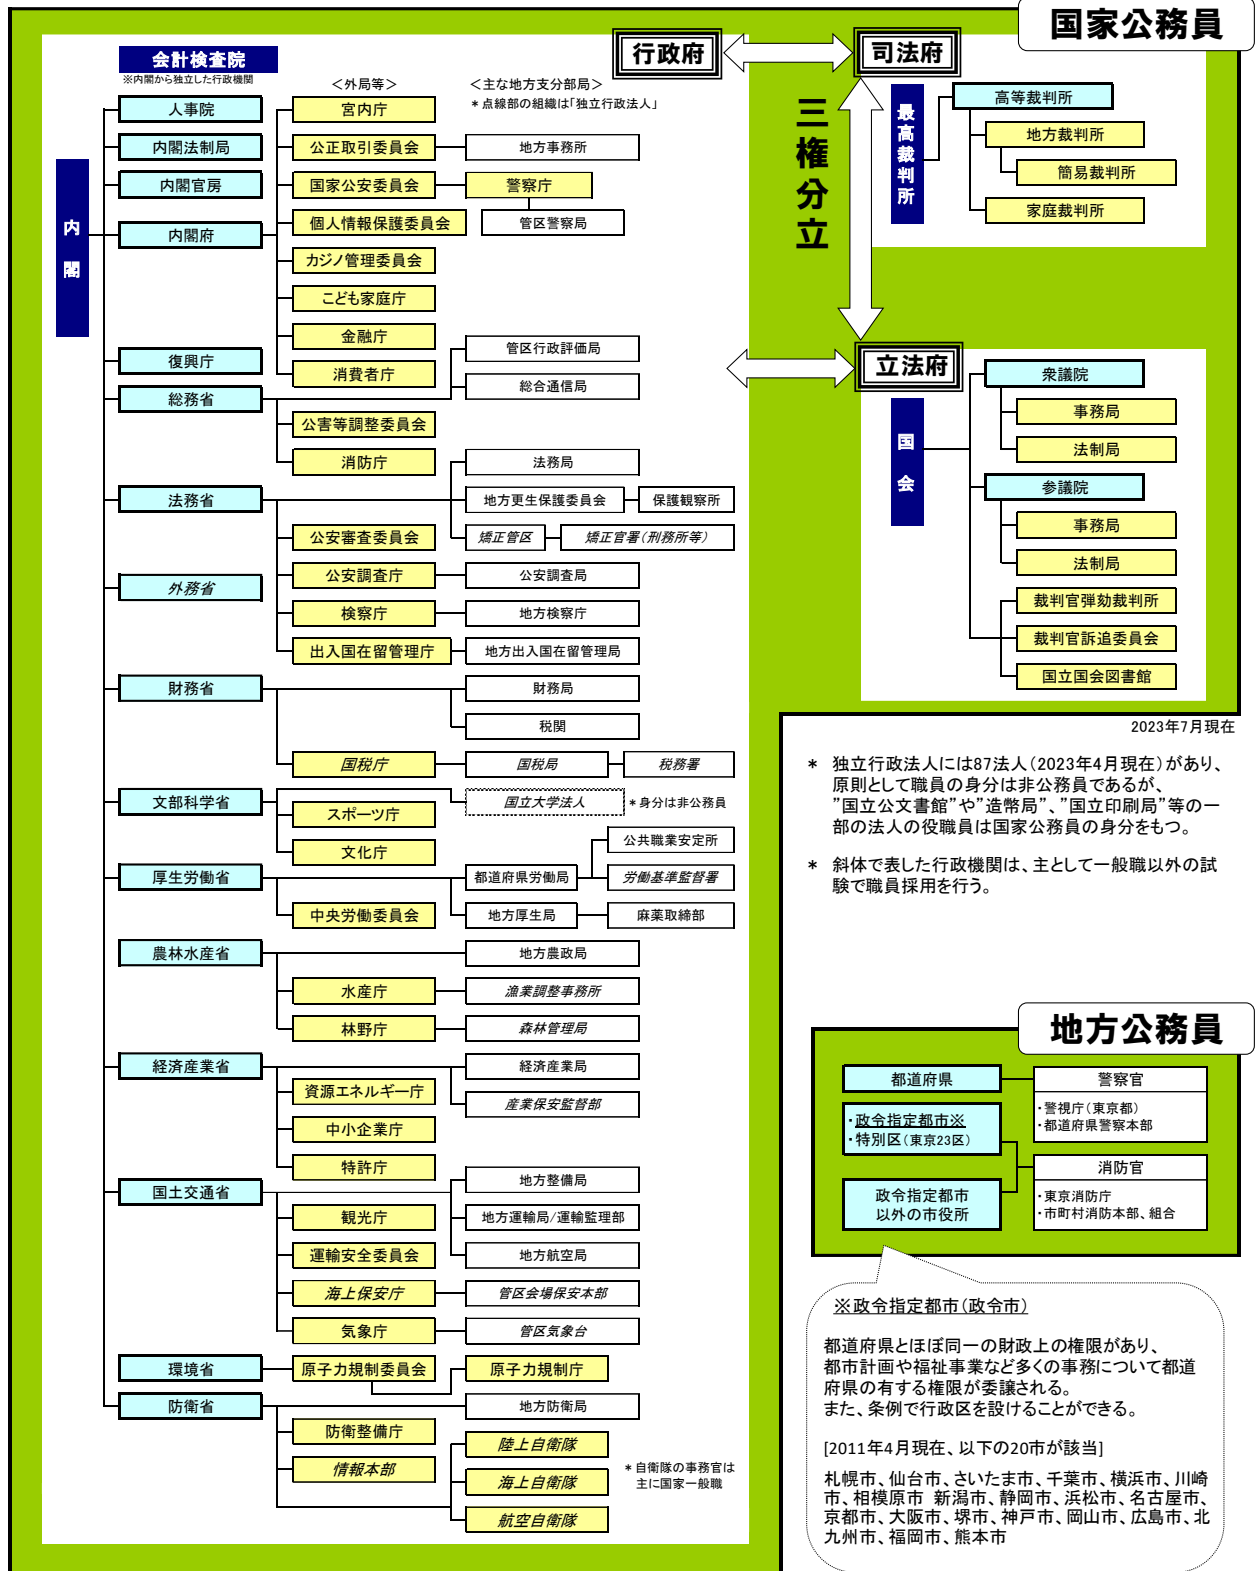 国家公務員
行政府
司法府
三権分立
会計検査院
※内閣から独立した行政機関
＜外局等＞
＜主な地方支分部局＞
＊点線部の組織は「独立行政法人」
内閣
人事院
内閣法制局
内閣官房
内閣府
宮内庁
公正取引委員会
地方事務所
国家公安委員会
警察庁
管区警察局
個人情報保護委員会
カジノ管理委員会
こども家庭庁
金融庁
消費者庁
復興庁
総務省
管区行政評価局
総合通信局
公害等調整委員会
消防庁
法務省
法務局
地方更生保護委員会
保護観察所
矯正管区
矯正官署（刑務所等）
公安審査委員会
公安調査庁
公安調査局
検察庁
地方検察庁
出入国在留管理庁
地方出入国在留管理局
外務省
財務省
財務局
税関
国税庁
国税局
税務署
文部科学省
国立大学法人
＊身分は非公務員
スポーツ庁
文化庁
厚生労働省
都道府県労働局
公共職業安定所
労働基準監督署
中央労働委員会
地方厚生局
麻薬取締部
農林水産省
地方農政局
水産庁
漁業調整事務所
林野庁
森林管理局
経済産業省
経済産業局
産業保安監督部
資源エネルギー庁
中小企業庁
特許庁
国土交通省
地方整備局
地方運輸局/運輸監理部
地方航空局
観光庁
運輸安全委員会
海上保安庁
管区会場保安本部
気象庁
管区気象台
環境省
原子力規制委員会
原子力規制庁
防衛省
地方防衛局
防衛整備庁
情報本部
陸上自衛隊
海上自衛隊
航空自衛隊
＊自衛隊の事務官は
主に国家一般職
最高裁判所
高等裁判所
地方裁判所
簡易裁判所
家庭裁判所
立法府
国会
衆議院
事務局
法制局
参議院
事務局
法制局
裁判官弾劾裁判所
裁判官訴追委員会
国立国会図書館
2023年7月現在
＊ 独立行政法人には87法人（2023年4月現在）があり、
原則として職員の身分は非公務員であるが、
”国立公文書館”や”造幣局”、”国立印刷局”等の一
部の法人の役職員は国家公務員の身分をもつ。
＊ 斜体で表した行政機関は、主として一般職以外の試
験で職員採用を行う。
地方公務員
都道府県
・政令指定都市※
・特別区（東京23区）
政令指定都市
以外の市役所
警察官
・警視庁（東京都）
・都道府県警察本部
消防官
・東京消防庁
・市町村消防本部、組合
※政令指定都市（政令市）
都道府県とほぼ同一の財政上の権限があり、
都市計画や福祉事業など多くの事務について都道
府県の有する権限が委譲される。
また、条例で行政区を設けることができる。
[2011年4月現在、以下の20市が該当]
札幌市、仙台市、さいたま市、千葉市、横浜市、川崎
市、相模原市 新潟市、静岡市、浜松市、名古屋市、
京都市、大阪市、堺市、神戸市、岡山市、広島市、北
九州市、福岡市、熊本市